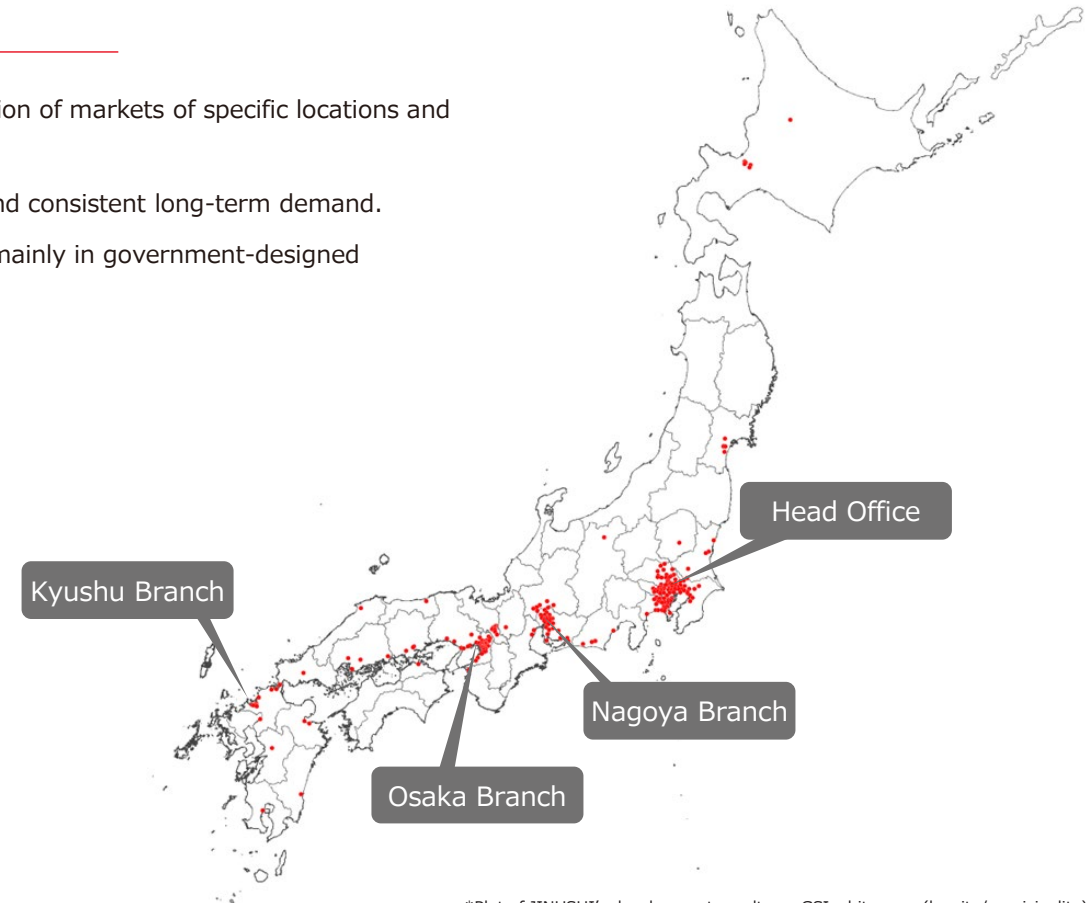 ion of markets of specific locations and
nd consistent long-term demand.
mainly in government-designed
Head Office
Kyushu Branch
Nagoya Branch
Osaka Branch